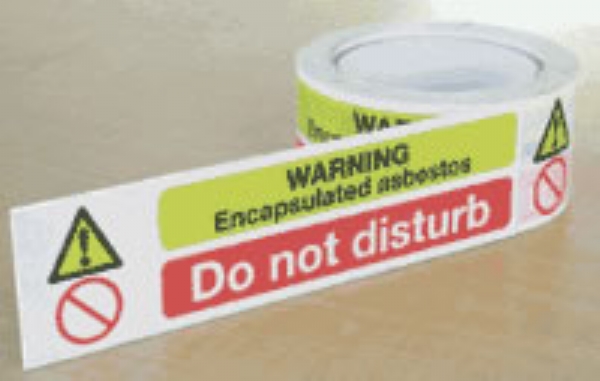 WARNING
Encapsulated asbestos
Do not disturb